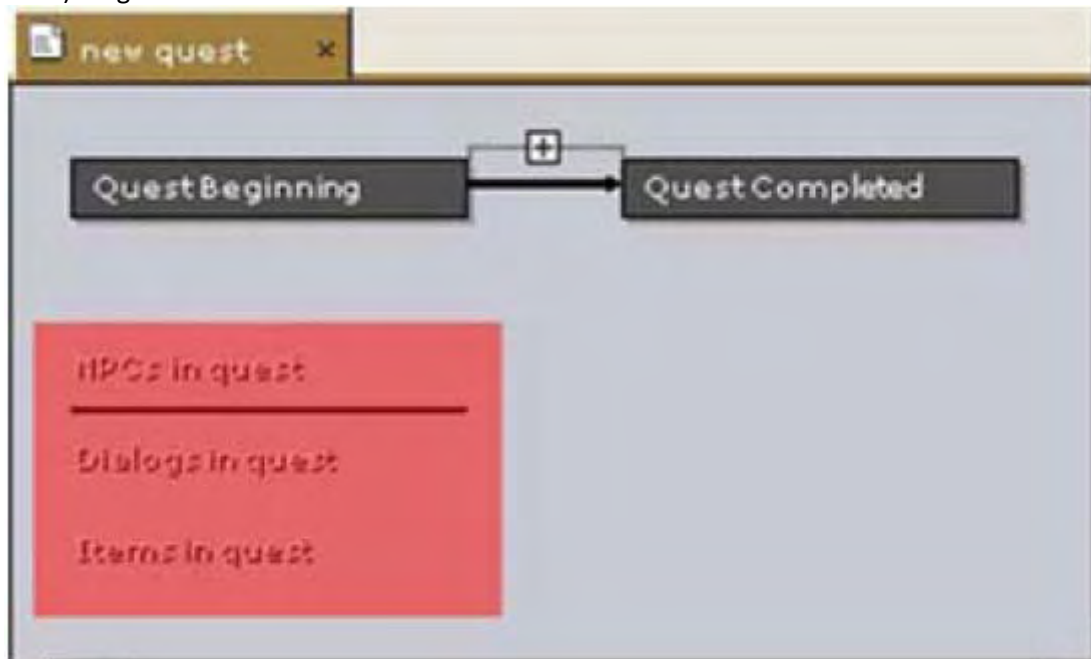 new quest ×
+
Quest Beginning
Quest Completed
NPCs in quest
Dialogs in quest
Items in quest